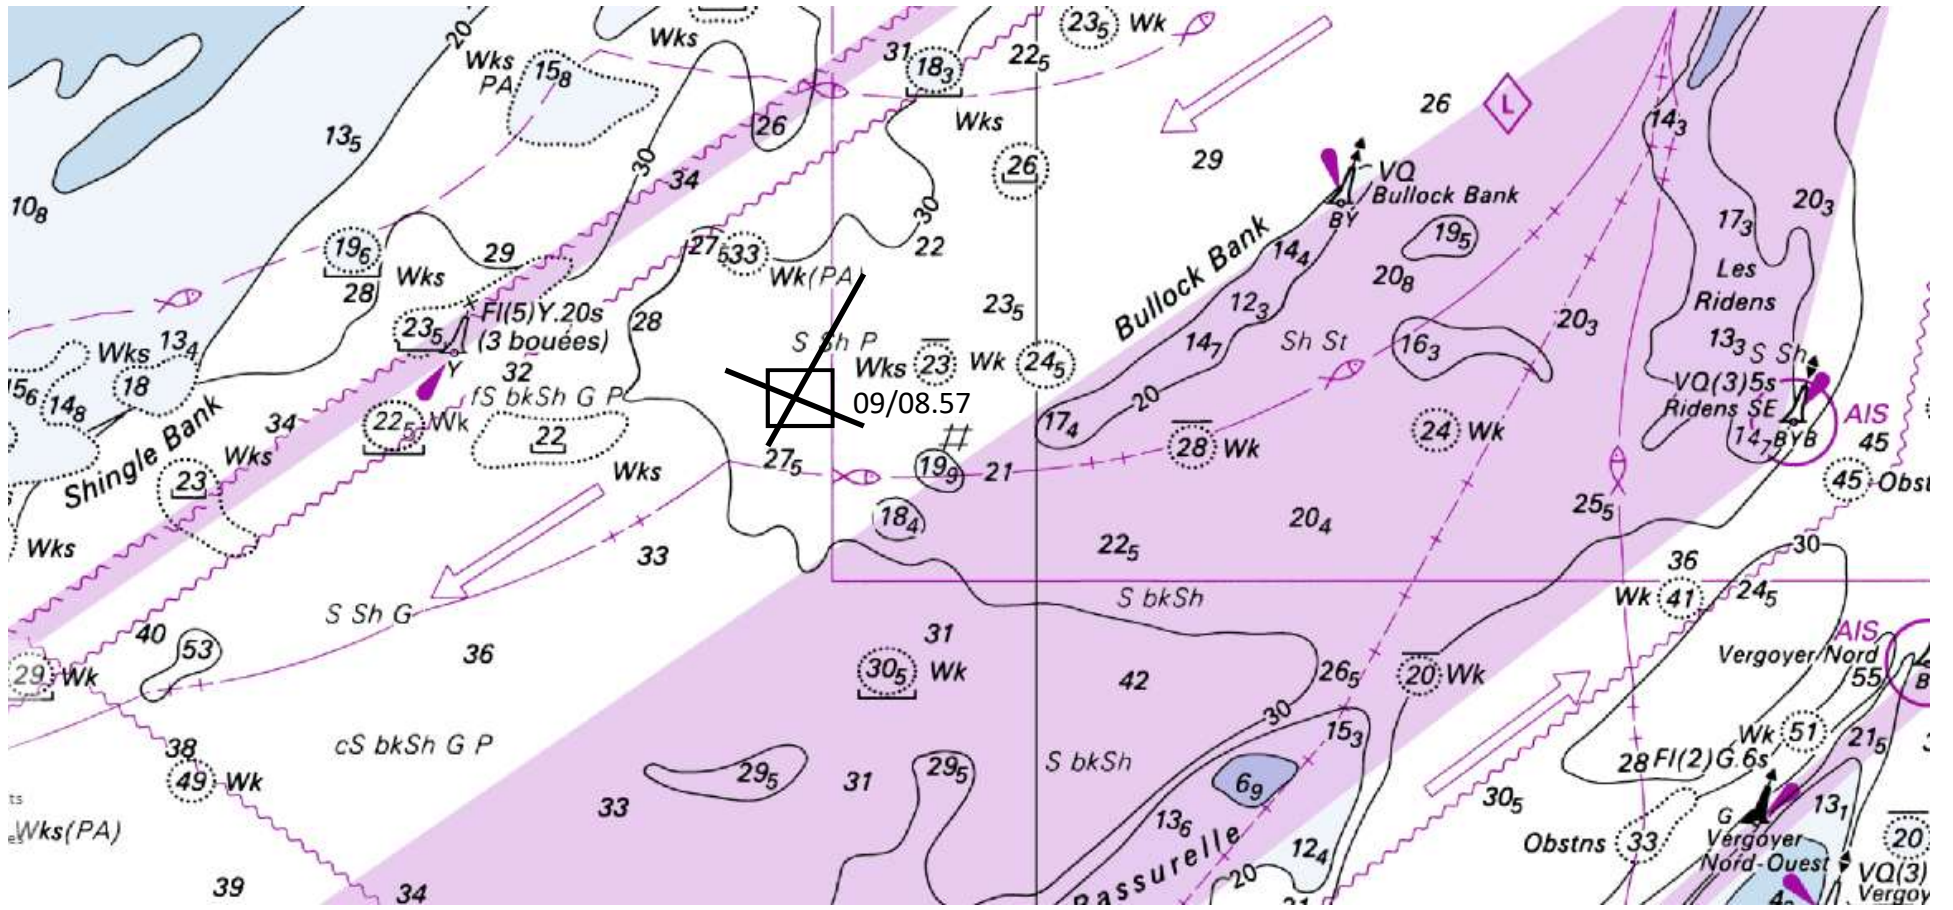 20
Wks
PA
15₈
Wks
31
18₃
23₅ Wk
22₅
26
L
14₃
13₅
26
Wks
30
34
26
29
VQ
Bullock Bank
BY
10₈
20₃
17₃
19₆
Wks
29
27₅
33
Wk(PA)
30
22
Bullock Bank
14₄
19₅
20₈
Les
Ridens
28
Fl(5)Y.20s
(3 bouées)
23₅
Y
28
23₅
12₃
20₃
13₄
Wks
18
5₆
14₈
32
fS bkSh G P
S Sh P
Wks 23
Wk 24₅
14₇
Sh St
16₃
13₃
S Sh
VQ(3)5s
Ridens SE
AIS
14₇
BYB
45
Shingle Bank
34
22₅ Wk
22
09/08.57
17₄
20
28 Wk
24 Wk
23
Wks
Wks
27₅
19₉
21
45 Obst
Wks
18₄
33
22₅
20₄
25₅
30
36
S Sh G
S bkSh
Wk 41
24₅
40
53
36
31
AIS
Vergoyer Nord
29 Wk
30₅ Wk
42
26₅
20 Wk
55
B
30
38
cS bkSh G P
15₃
Wk 51
21₅
49 Wk
29₅
31
29₅
S bkSh
6₉
28
Fl(2)G.6s
33
30₅
G
13₁
Wks(PA)
13₆
Bassurelle
12₄
Obstns 33
Vergoyer
Nord-Ouest
20
VQ(3)
Vergoy
39
34
20